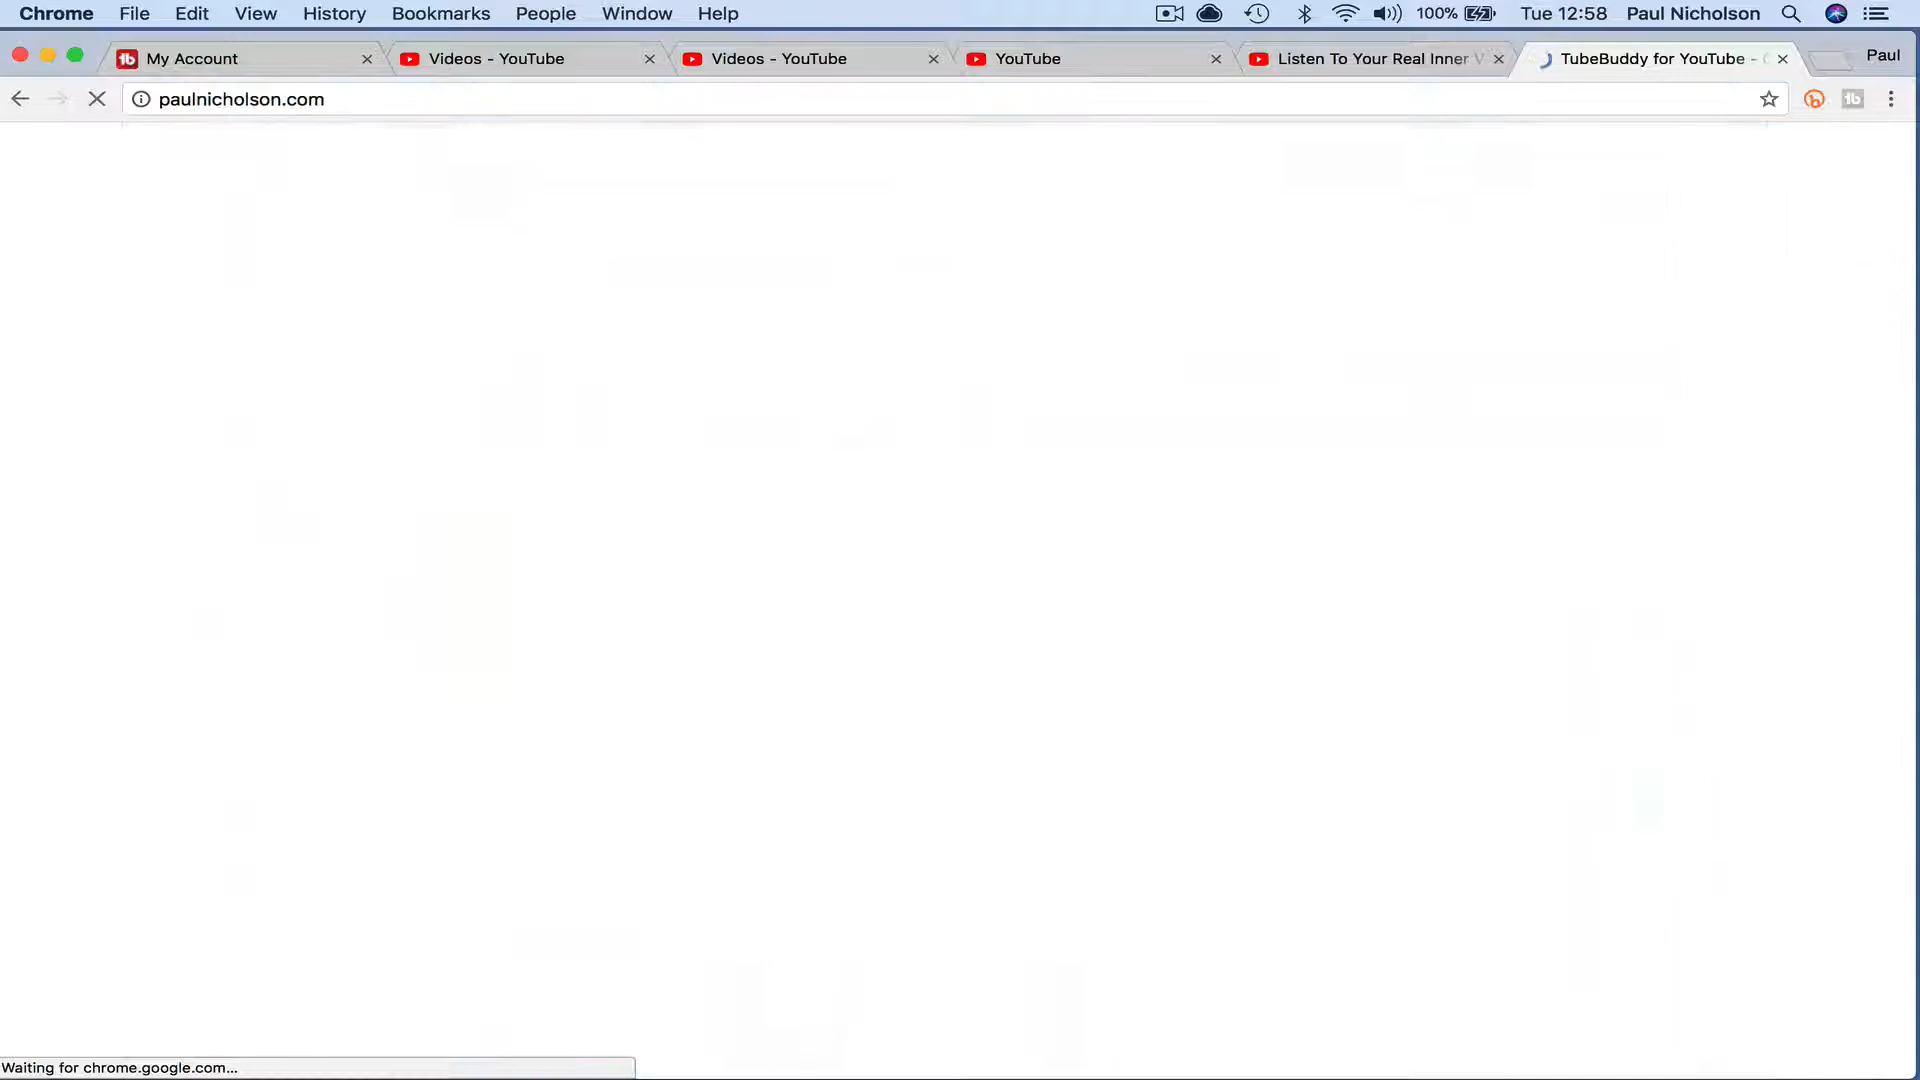 Chrome File Edit View History Bookmarks People Window Help 100% Tue 12:58 Paul Nicholson
My Account Videos - YouTube Videos - YouTube YouTube Listen To Your Real Inner V TubeBuddy for YouTube - Paul
paulnicholson.com
Waiting for chrome.google.com...